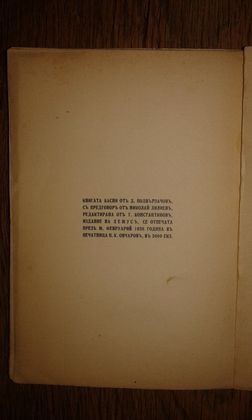 КНИГАТА БАСНИ ОТЪ Д. ПОДВЪРЗАЧОВЪ,
СЪ ПРЕДГОВОРЪ ОТЪ НИКОЛАЙ ЛИЛИЕВЪ,
РЕДАКТИРАНА ОТЪ Г. КОНСТАНТИНОВЪ,
ИЗДАНИЕ НА ХЕМУСЪ, СЕ ОТПЕЧАТА
ПРЕЗЪ М. ФЕВРУАРИЙ 1938 ГОДИНА ВЪ
ПЕЧАТНИЦА П. К. ОВЧАРОВЪ, ВЪ 3000 ЕКЗ.